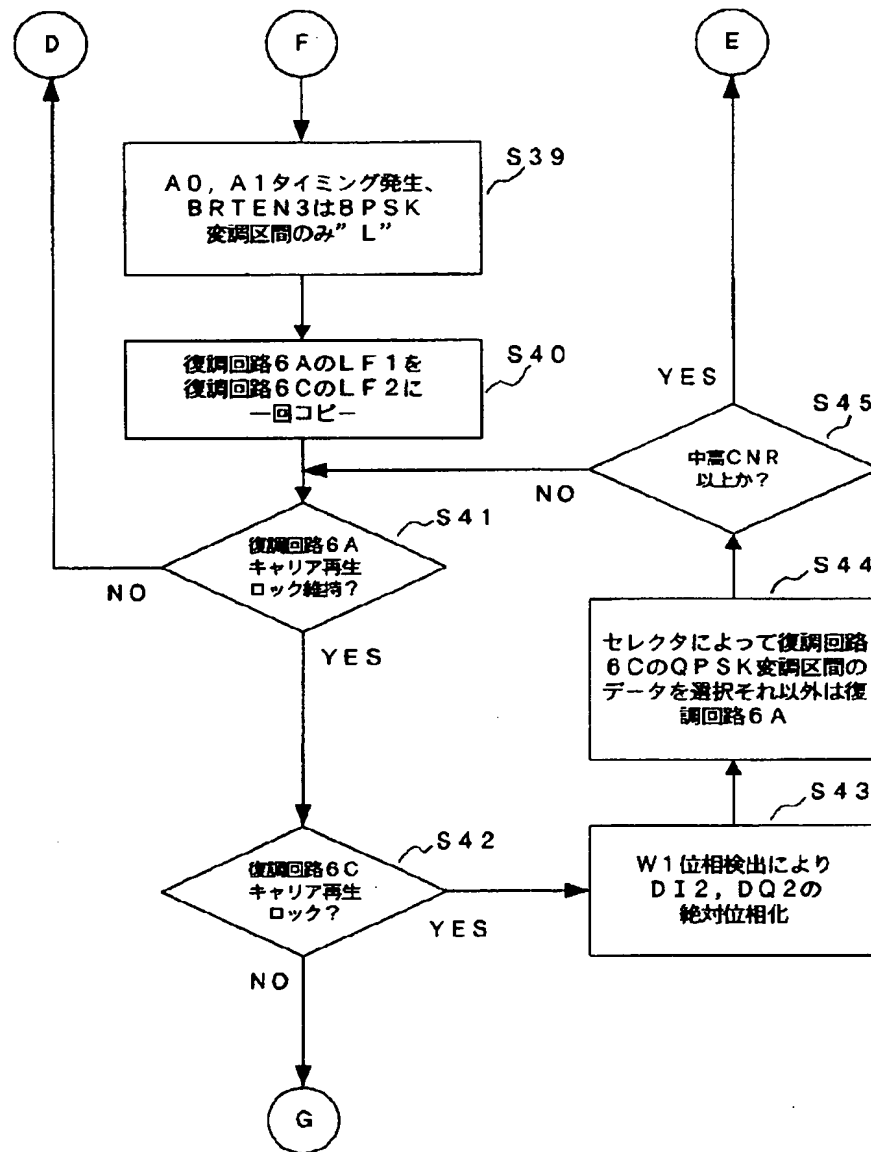 D
F
E
S39
A0,A1タイミング発生、
BRTEN3はBPSK
変調区間のみ"L"
S40
復調回路6AのLF1を
復調回路6CのLF2に
一回コピー
YES
S45
中高CNR
以上か?
NO
S41
復調回路6A
キャリア再生
ロック維持?
NO
YES
S44
セレクタによって復調回路
6CのQPSK変調区間の
データを選択それ以外は復
調回路6A
S43
W1位相検出により
DI2,DQ2の
絶対位相化
S42
復調回路6C
キャリア再生
ロック?
YES
NO
G